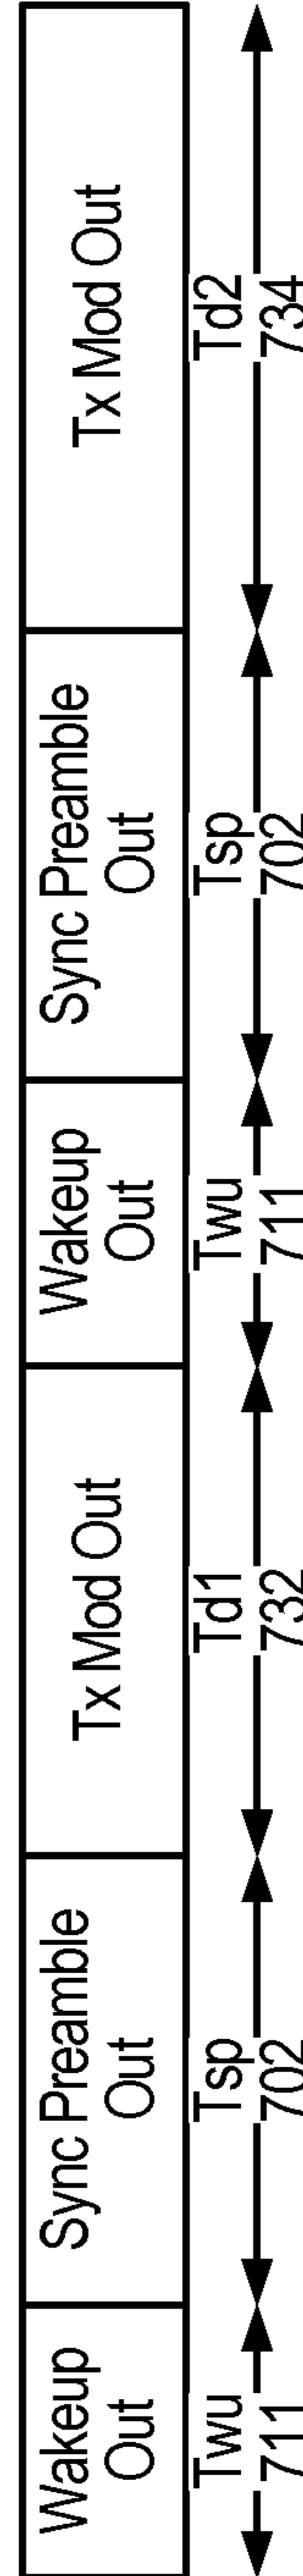 Wakeup
Out
Sync Preamble
Out
Tx Mod Out
Wakeup
Out
Sync Preamble
Out
Tx Mod Out
Twu
711
Tsp
702
Td1
732
Twu
711
Tsp
702
Td2
734